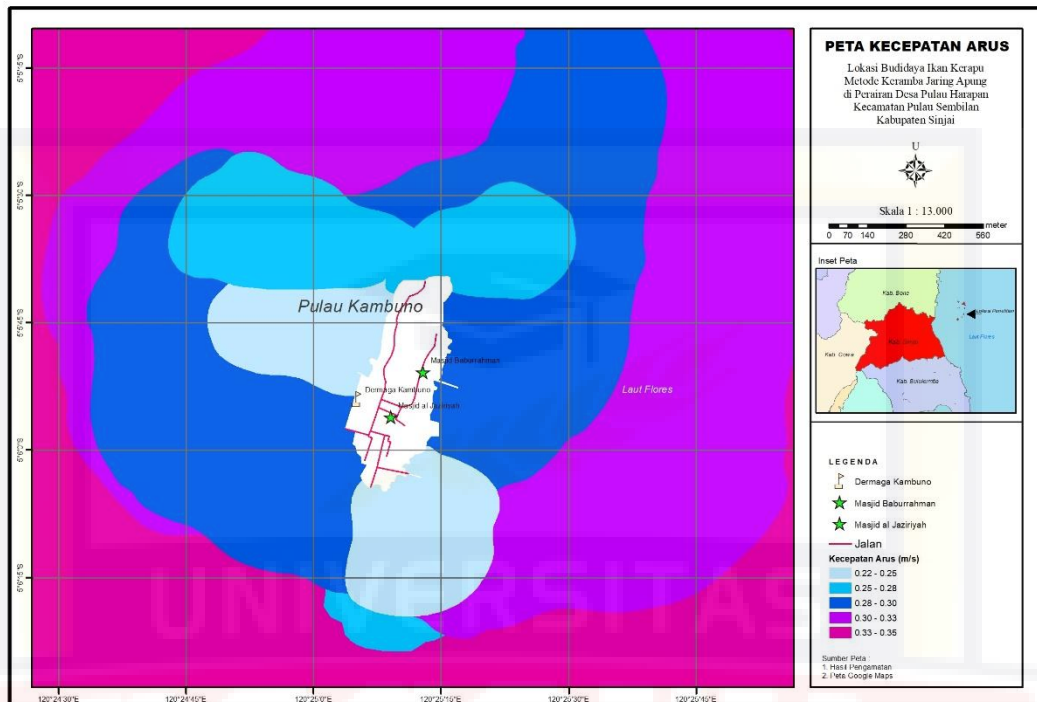 PETA KECEPATAN ARUS
Lokasi Budidaya Ikan Kerapu
Metode Keramba Jaring Apung
di Perairan Desa Pulau Harapan
Kecamatan Pulau Sembilan
Kabupaten Sinjai
U
Skala 1 : 13.000
meter
0 70 140 280 420 560
Inset Peta
Kab. Bone
Laut Flores
Kab. Gowa
Kab. Bulukumba
LEGENDA
Dermaga Kambuno
Masjid Baburrahman
Masjid al Jaziriyah
Jalan
Kecepatan Arus (m/s)
0.22 - 0.25
0.25 - 0.28
0.28 - 0.30
0.30 - 0.33
0.33 - 0.35
Sumber Peta :
1. Hasil Pengamatan
2. Peta Google Maps
Pulau Kambuno
Masjid Baburrahman
Dermaga Kambuno
Masjid al Jaziriyah
Laut Flores
UNIVERSITAS
120°24'30"E 120°24'45"E 120°25'0"E 120°25'15"E 120°25'30"E 120°25'45"E